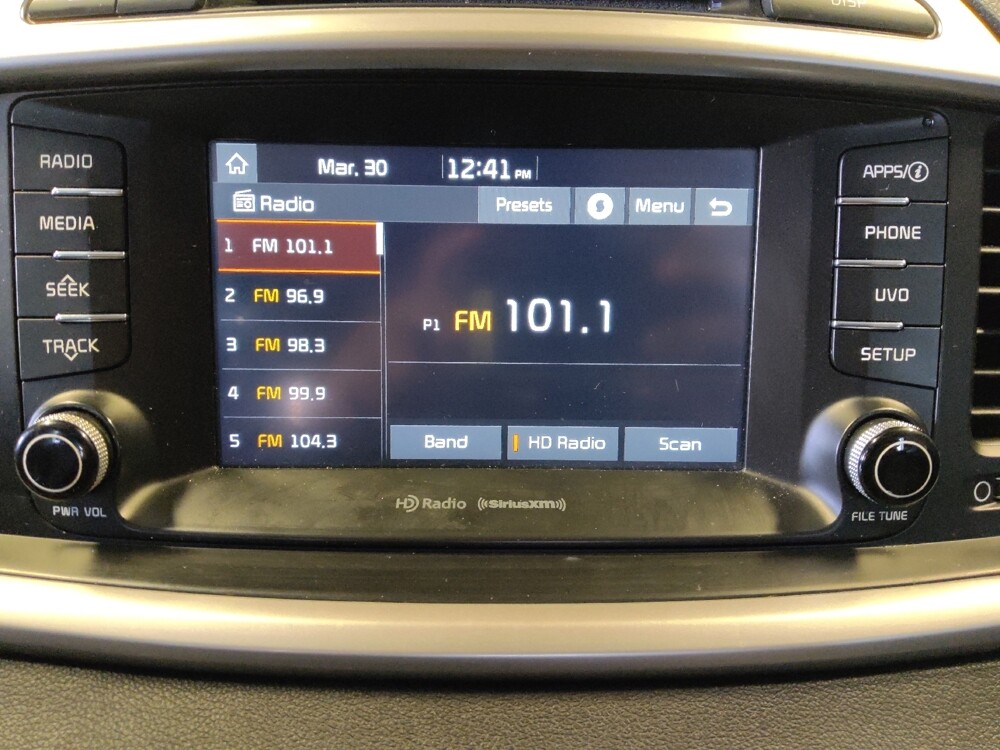 DISP
RADIO
MEDIA
SEEK
TRACK
PWR VOL
Mar. 30 12:41 PM
Radio Presets Menu
1 FM 101.1
2 FM 96.9
3 FM 98.3
4 FM 99.9
5 FM 104.3
P1 FM 101.1
Band HD Radio Scan
HD Radio ((SiriusXM))
APPS/i
PHONE
UVO
SETUP
FILE TUNE